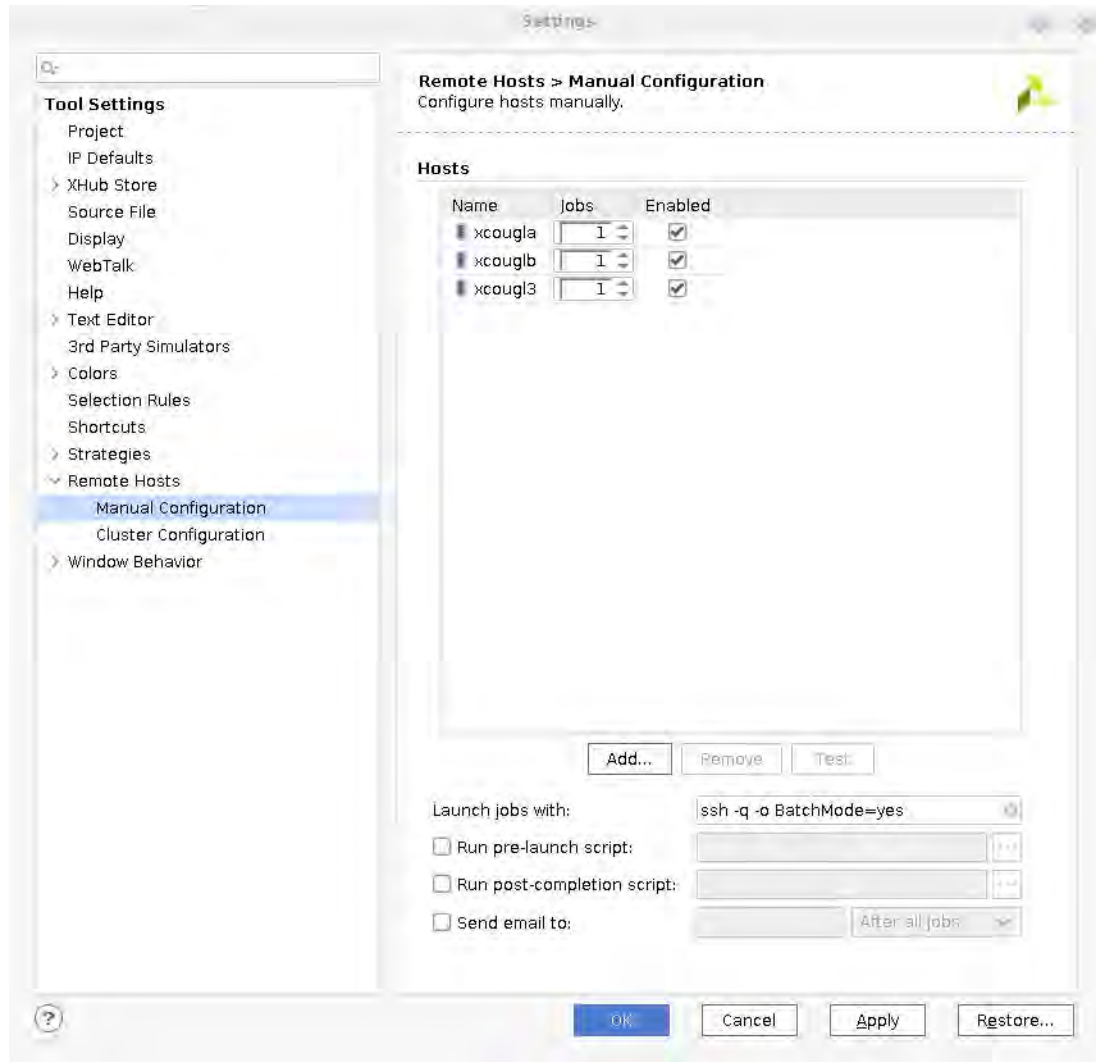 Settings
Tool Settings
Project
IP Defaults
XHub Store
Source File
Display
WebTalk
Help
Text Editor
3rd Party Simulators
Colors
Selection Rules
Shortcuts
Strategies
Remote Hosts
Manual Configuration
Cluster Configuration
Window Behavior
Remote Hosts > Manual Configuration
Configure hosts manually.
Hosts
Name Jobs Enabled
xcougla 1
xcouglb 1
xcougl3 1
Add... Remove Test
Launch jobs with: ssh -q -o BatchMode=yes
Run pre-launch script: ...
Run post-completion script: ...
Send email to: After all jobs
? OK Cancel Apply Restore...